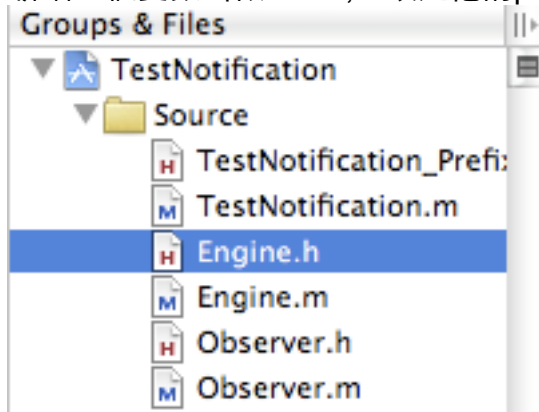 Groups & Files
TestNotification
Source
H TestNotification_Prefix
M TestNotification.m
H Engine.h
M Engine.m
H Observer.h
M Observer.m